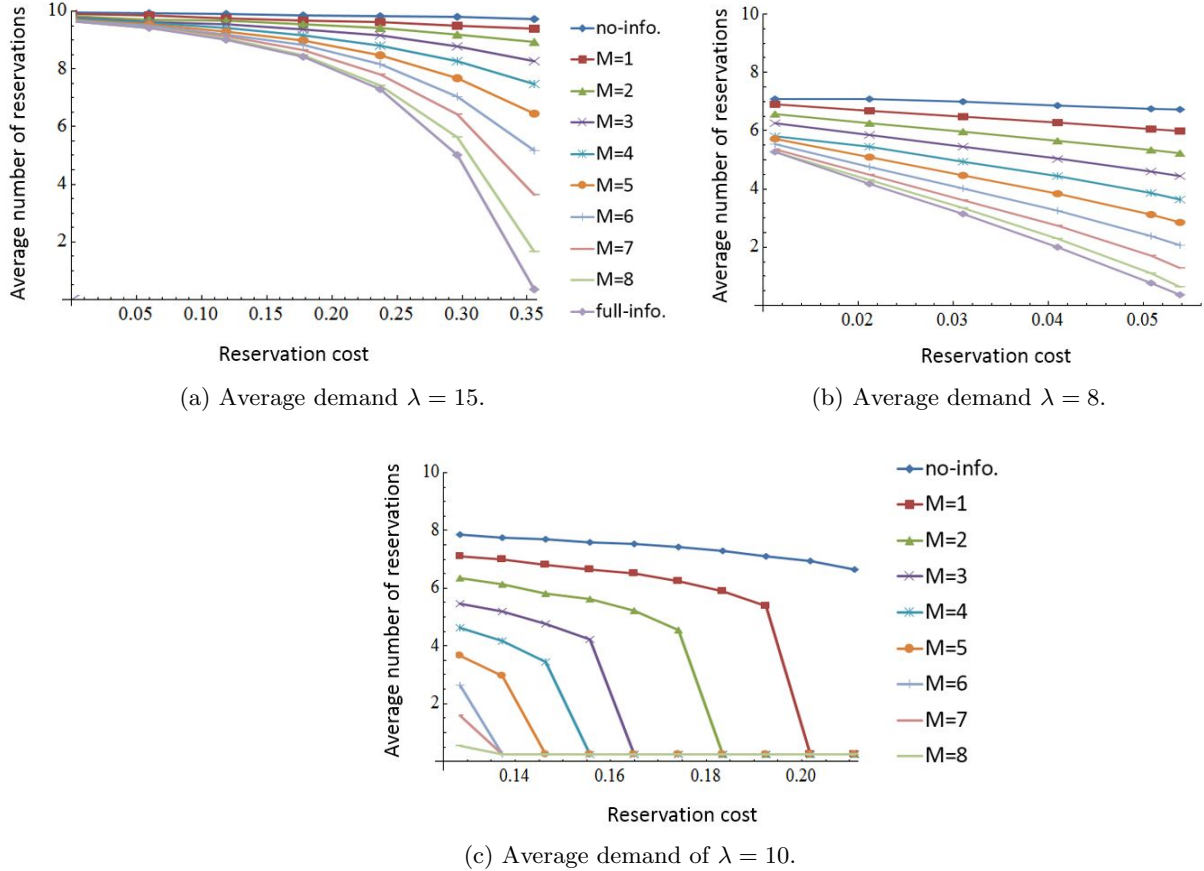 Average number of reservations
10
8
6
4
2
0.05
0.10
0.15
0.20
0.25
0.30
0.35
Reservation cost
no-info.
M=1
M=2
M=3
M=4
M=5
M=6
M=7
M=8
full-info.
(a) Average demand λ = 15.
Average number of reservations
10
8
6
4
2
0.02
0.03
0.04
0.05
Reservation cost
(b) Average demand λ = 8.
Average number of reservations
10
8
6
4
2
0.14
0.16
0.18
0.20
Reservation cost
no-info.
M=1
M=2
M=3
M=4
M=5
M=6
M=7
M=8
(c) Average demand of λ = 10.